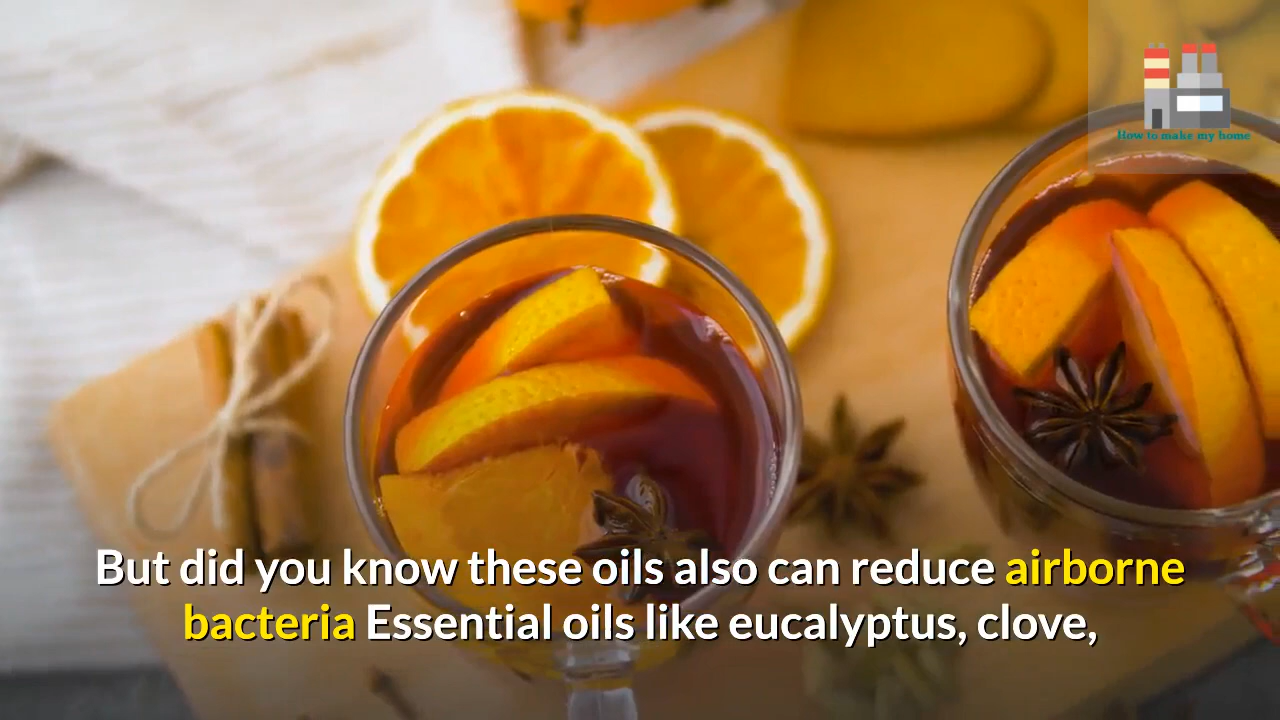 How to make my home
But did you know these oils also can reduce airborne
bacteria Essential oils like eucalyptus, clove,